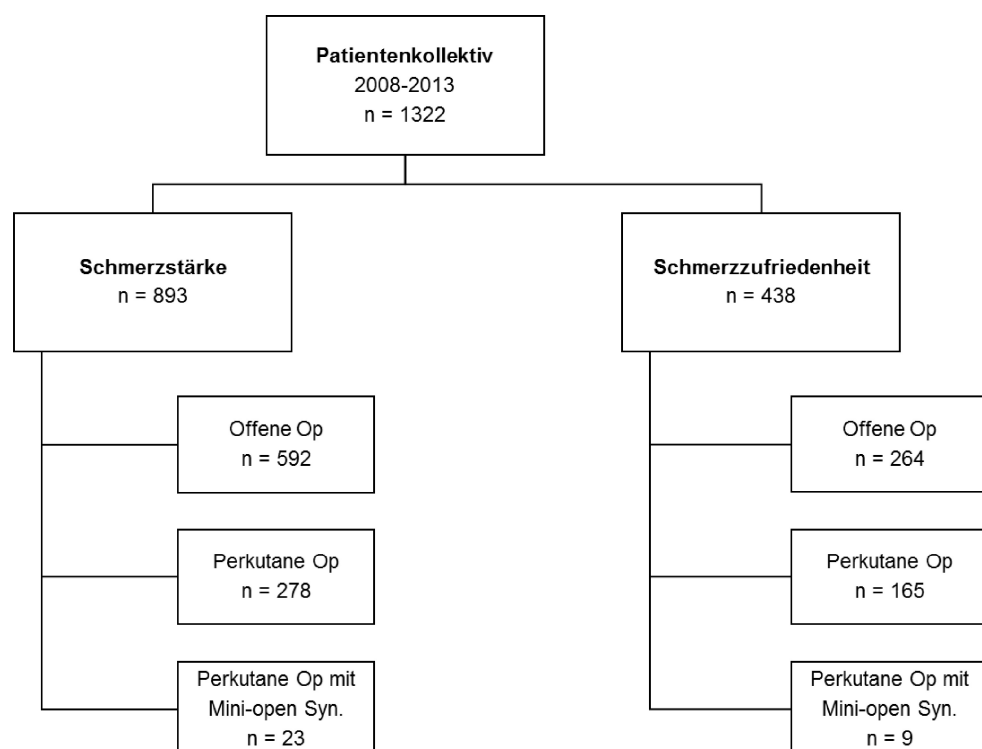 Patientenkollektiv
2008-2013
n = 1322
Schmerzstärke
n = 893
Schmerzzufriedenheit
n = 438
Offene Op
n = 592
Offene Op
n = 264
Perkutane Op
n = 278
Perkutane Op
n = 165
Perkutane Op mit
Mini-open Syn.
n = 23
Perkutane Op mit
Mini-open Syn.
n = 9